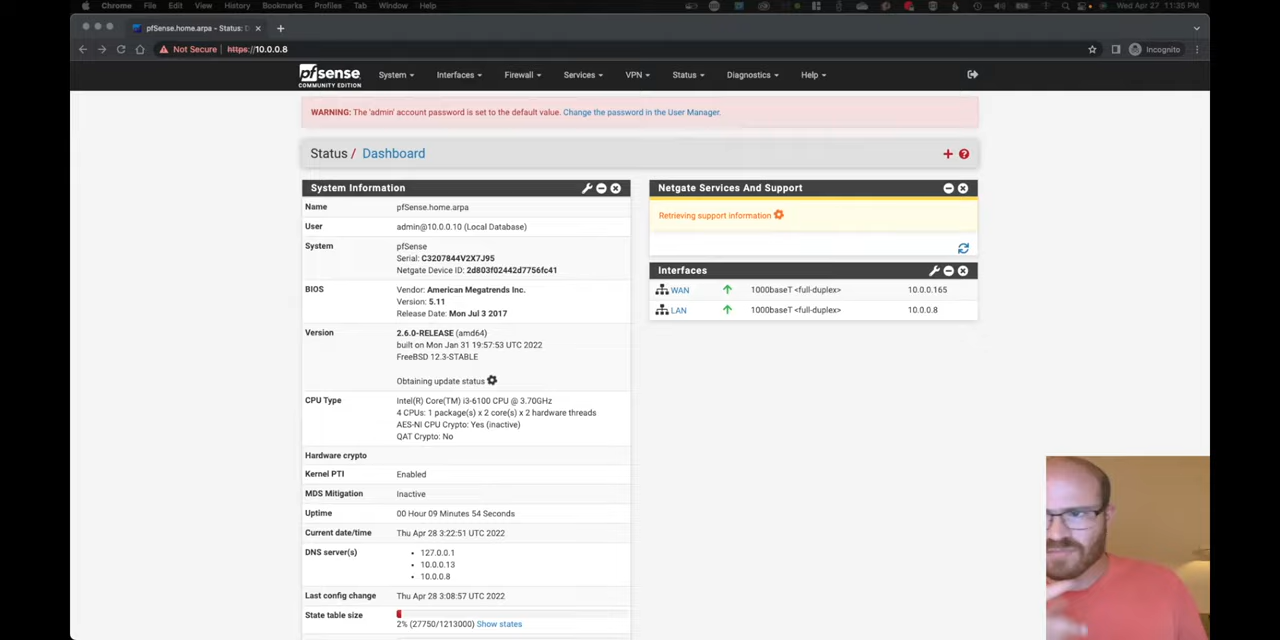 Chrome File Edit View History Bookmarks Profiles Tab Window Help Wed Apr 27 11:35 PM
pfSense.home.arpa - Status:
Not Secure https://10.0.0.8 Incognito
pfsense System Interfaces Firewall Services VPN Status Diagnostics Help
COMMUNITY EDITION
WARNING: The 'admin' account password is set to the default value. Change the password in the User Manager.
Status / Dashboard
System Information
Name pfSense.home.arpa
User admin@10.0.0.10 (Local Database)
System pfSense
Serial: C3207844V2X7J95
Netgate Device ID: 2d803f02442d7756fc41
BIOS Vendor: American Megatrends Inc.
Version: 5.11
Release Date: Mon Jul 3 2017
Version 2.6.0-RELEASE (amd64)
built on Mon Jan 31 19:57:53 UTC 2022
FreeBSD 12.3-STABLE
Obtaining update status
CPU Type Intel(R) Core(TM) i3-6100 CPU @ 3.70GHz
4 CPUs: 1 package(s) x 2 core(s) x 2 hardware threads
AES-NI CPU Crypto: Yes (inactive)
QAT Crypto: No
Hardware crypto
Kernel PTI Enabled
MDS Mitigation Inactive
Uptime 00 Hour 09 Minutes 54 Seconds
Current date/time Thu Apr 28 3:22:51 UTC 2022
DNS server(s) 127.0.0.1
10.0.0.13
10.0.0.8
Last config change Thu Apr 28 3:08:57 UTC 2022
State table size
2% (27750/1213000) Show states
Netgate Services And Support
Retrieving support information
Interfaces
WAN 1000baseT <full-duplex> 10.0.0.165
LAN 1000baseT <full-duplex> 10.0.0.8